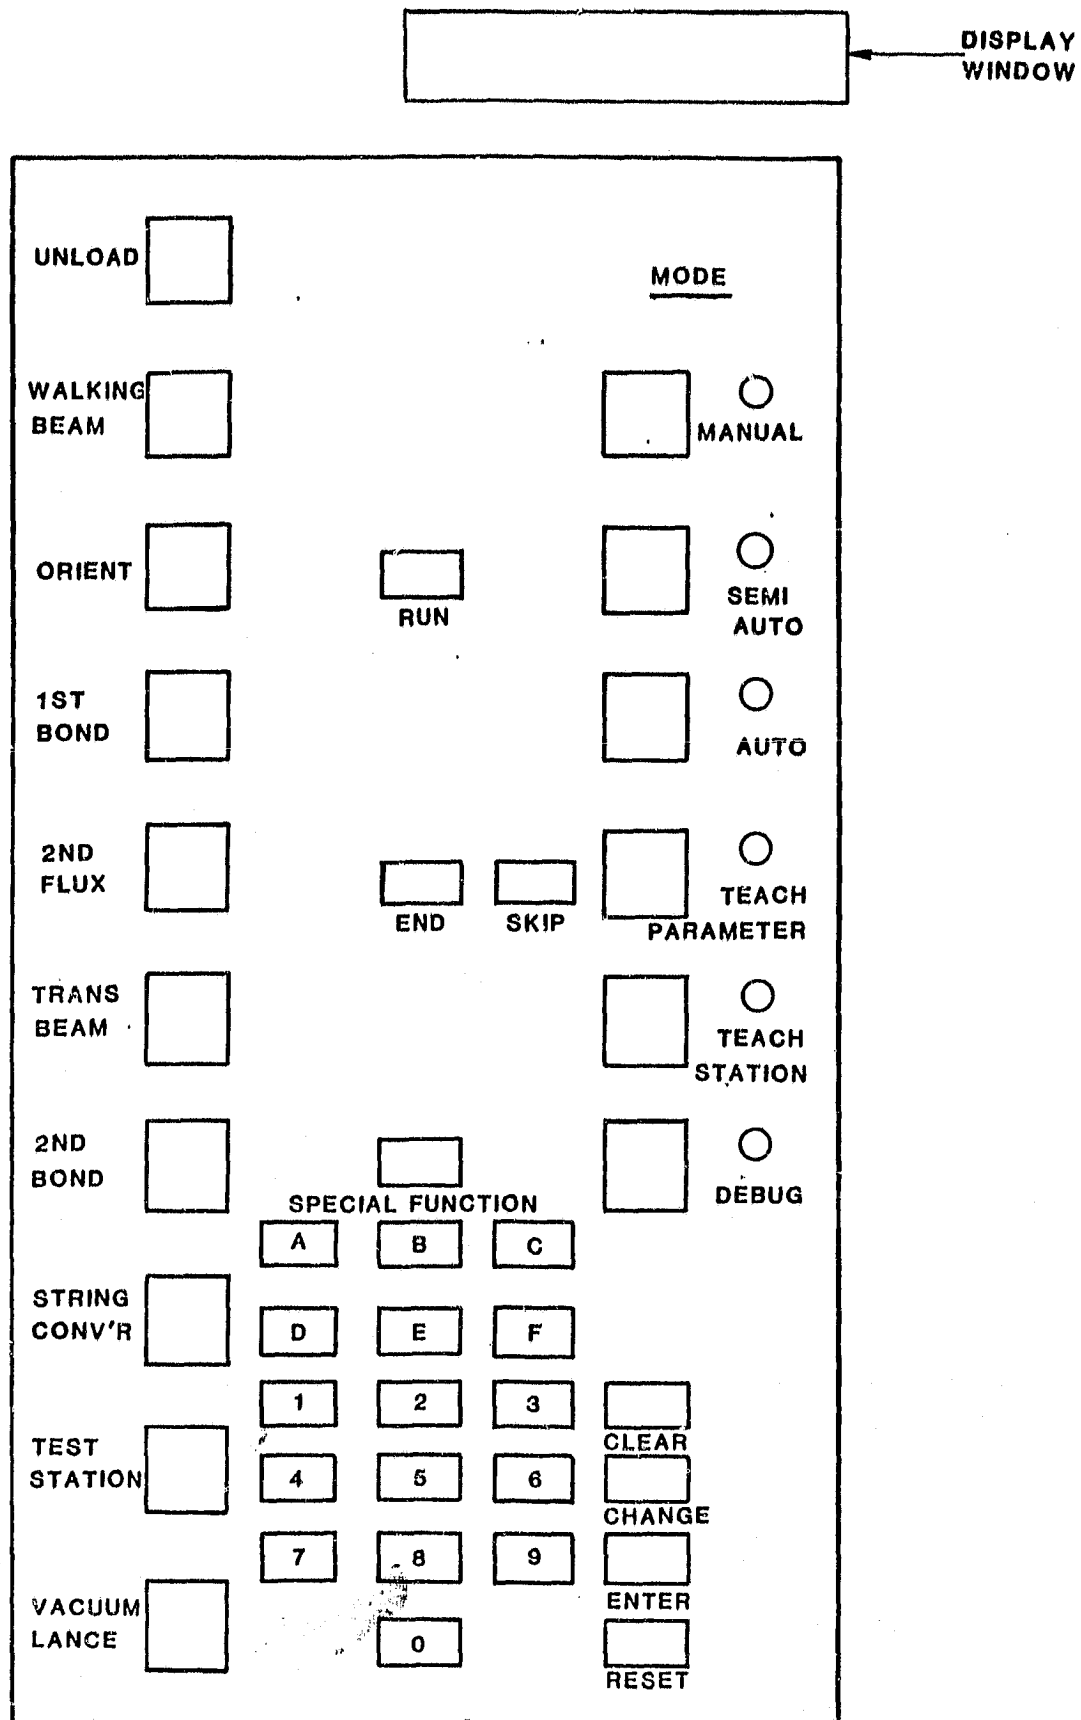 DISPLAY
WINDOW
UNLOAD
MODE
WALKING
BEAM
MANUAL
ORIENT
RUN
SEMI
AUTO
1ST
BOND
AUTO
2ND
FLUX
END
SKIP
TEACH
PARAMETER
TRANS
BEAM
TEACH
STATION
2ND
BOND
DEBUG
SPECIAL FUNCTION
A B C
STRING
CONV'R
D E F
1 2 3
CLEAR
TEST
STATION
4 5 6
CHANGE
7 8 9
ENTER
VACUUM
LANCE
0
RESET